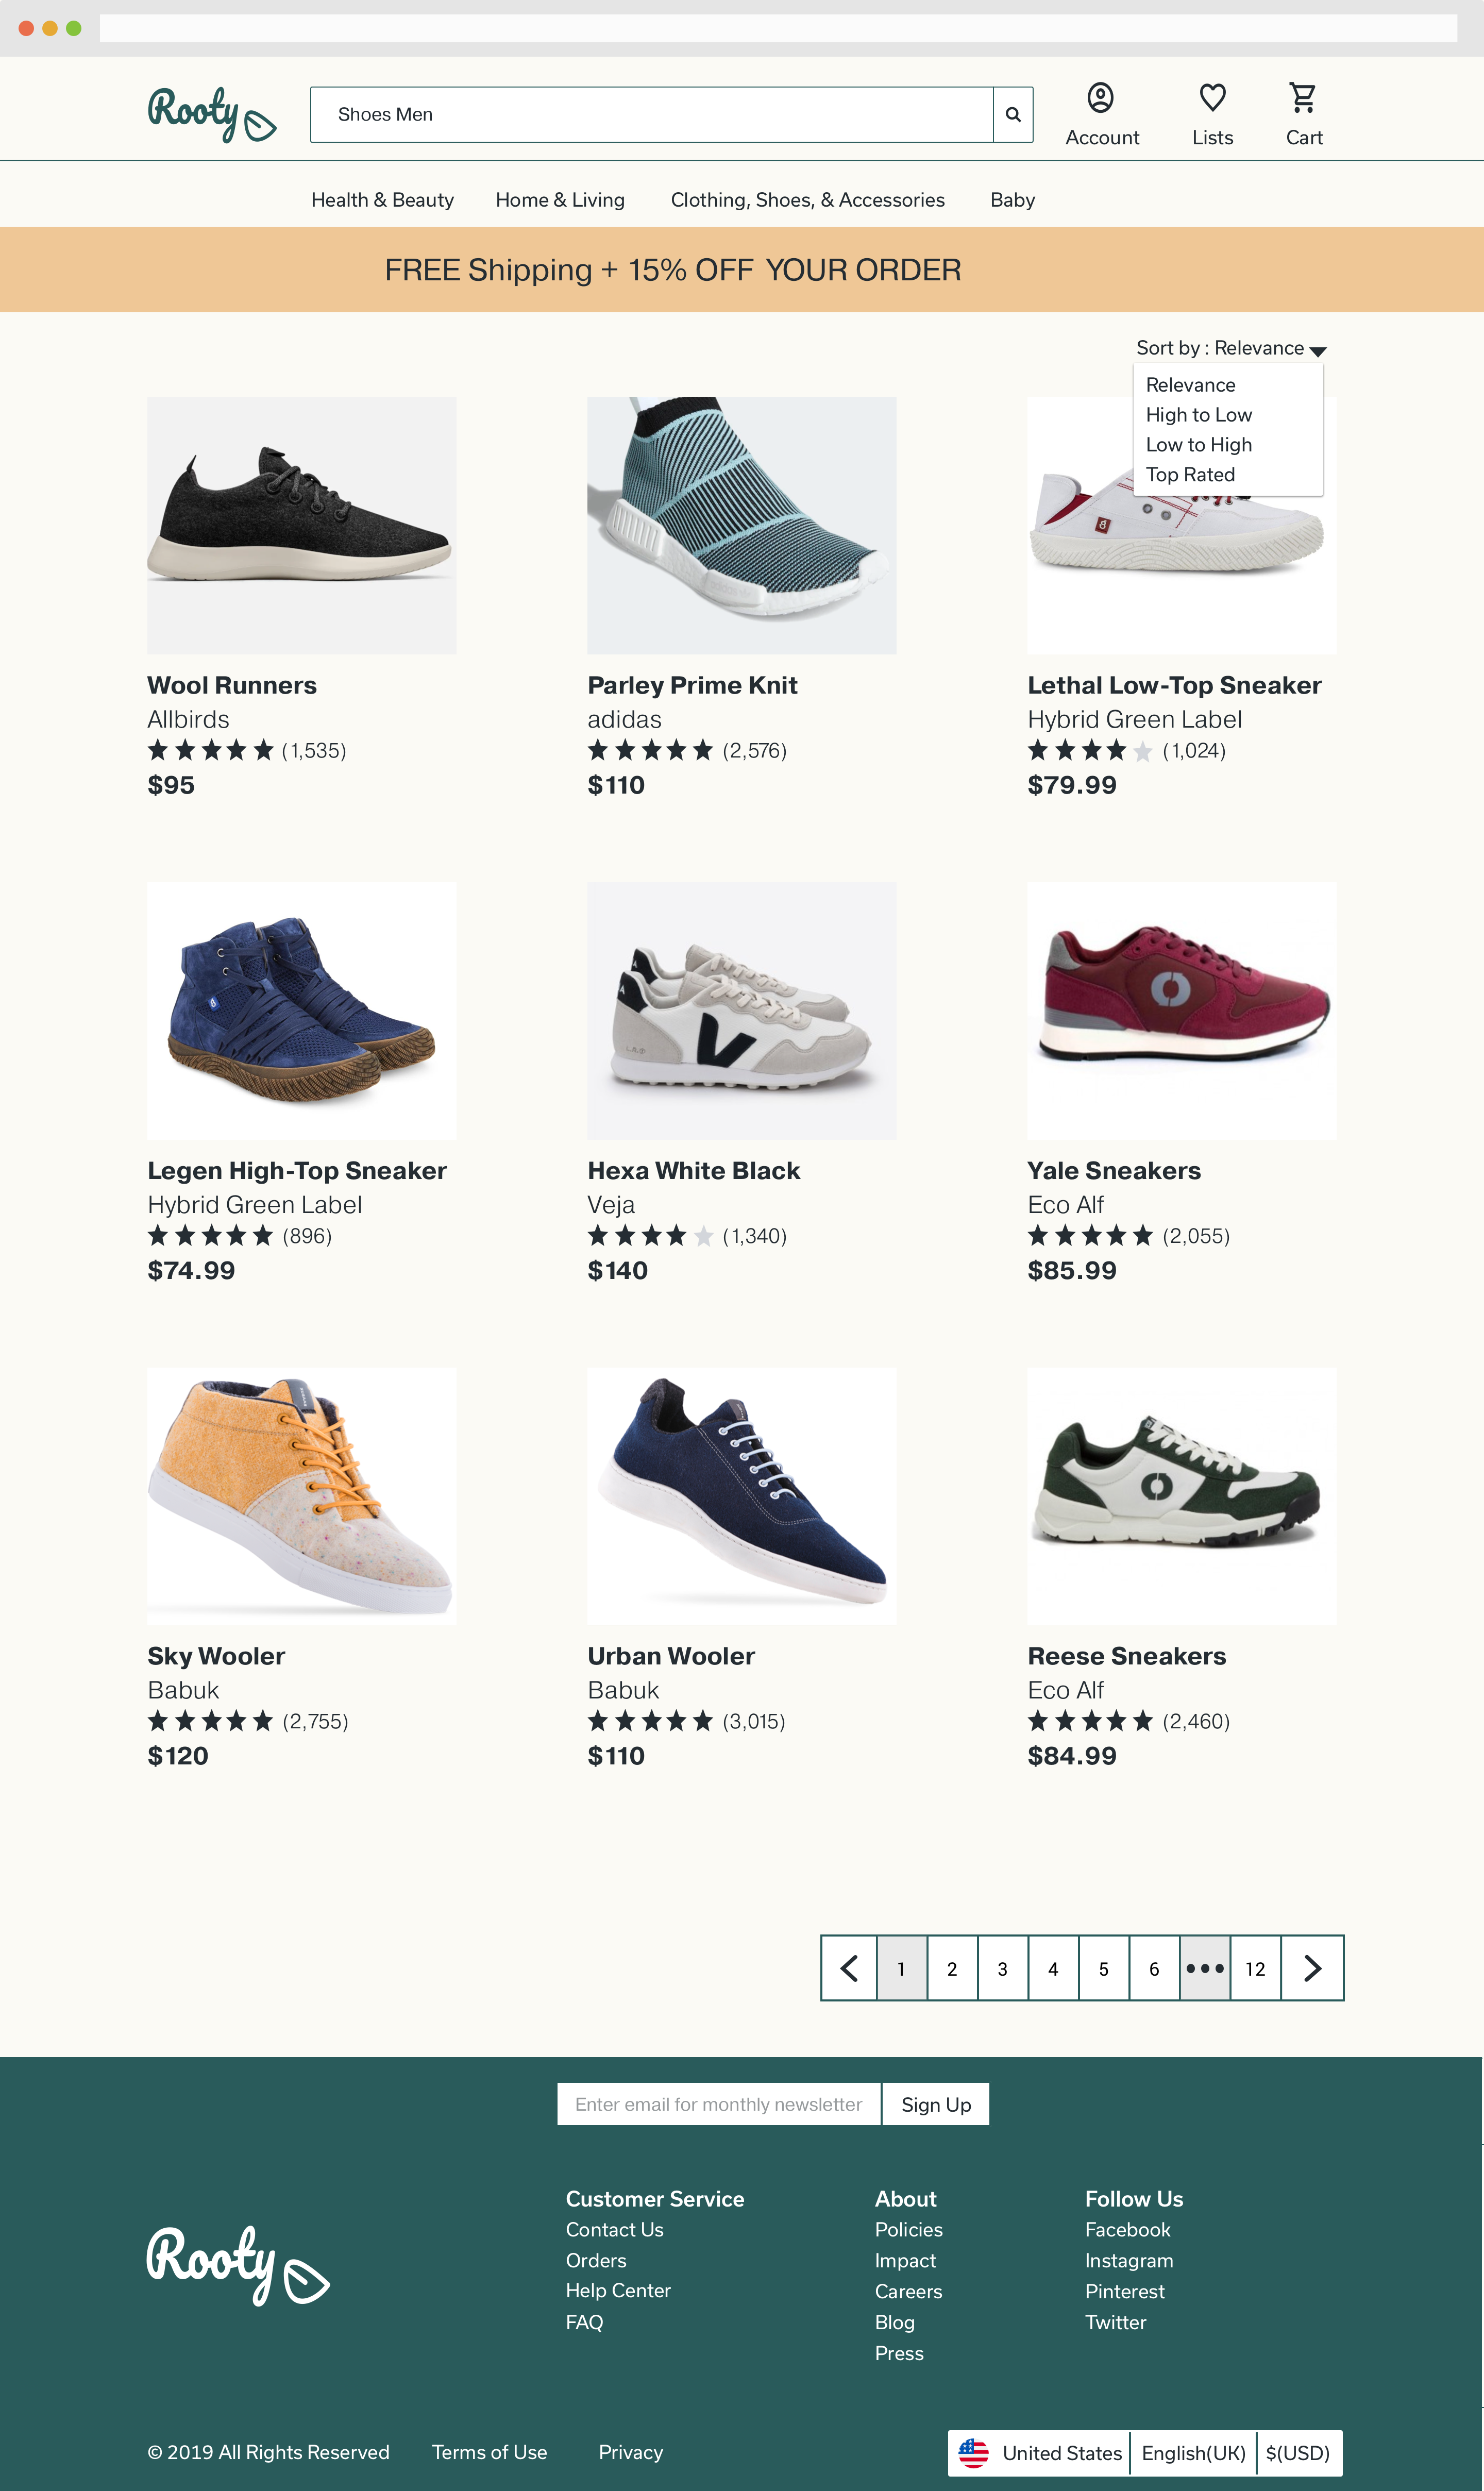 Rooty
Shoes Men
Account
Lists
Cart
Health & Beauty
Home & Living
Clothing, Shoes, & Accessories
Baby
FREE Shipping + 15% OFF YOUR ORDER
Sort by : Relevance
Relevance
High to Low
Low to High
Top Rated
Wool Runners
Allbirds
(1,535)
$95
Parley Prime Knit
adidas
(2,576)
$110
Lethal Low-Top Sneaker
Hybrid Green Label
(1,024)
$79.99
Legen High-Top Sneaker
Hybrid Green Label
(896)
$74.99
Hexa White Black
Veja
(1,340)
$140
Yale Sneakers
Eco Alf
(2,055)
$85.99
Sky Wooler
Babuk
(2,755)
$120
Urban Wooler
Babuk
(3,015)
$110
Reese Sneakers
Eco Alf
(2,460)
$84.99
1 2 3 4 5 6 ••• 12
Enter email for monthly newsletter
Sign Up
Rooty
Customer Service
Contact Us
Orders
Help Center
FAQ
About
Policies
Impact
Careers
Blog
Press
Follow Us
Facebook
Instagram
Pinterest
Twitter
© 2019 All Rights Reserved
Terms of Use
Privacy
United States
English(UK)
$(USD)